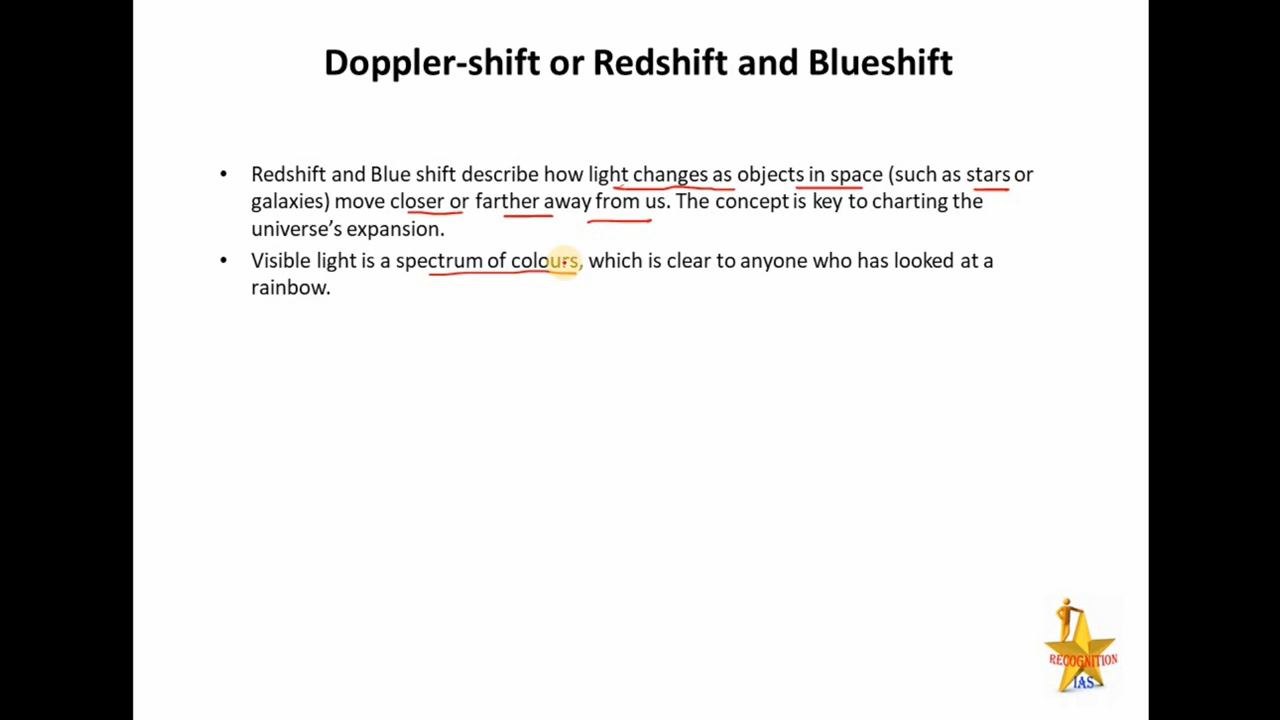 Doppler-shift or Redshift and Blueshift
• Redshift and Blue shift describe how light changes as objects in space (such as stars or
galaxies) move closer or farther away from us. The concept is key to charting the
universe’s expansion.
• Visible light is a spectrum of colours, which is clear to anyone who has looked at a
rainbow.
RECOGNITION
IAS